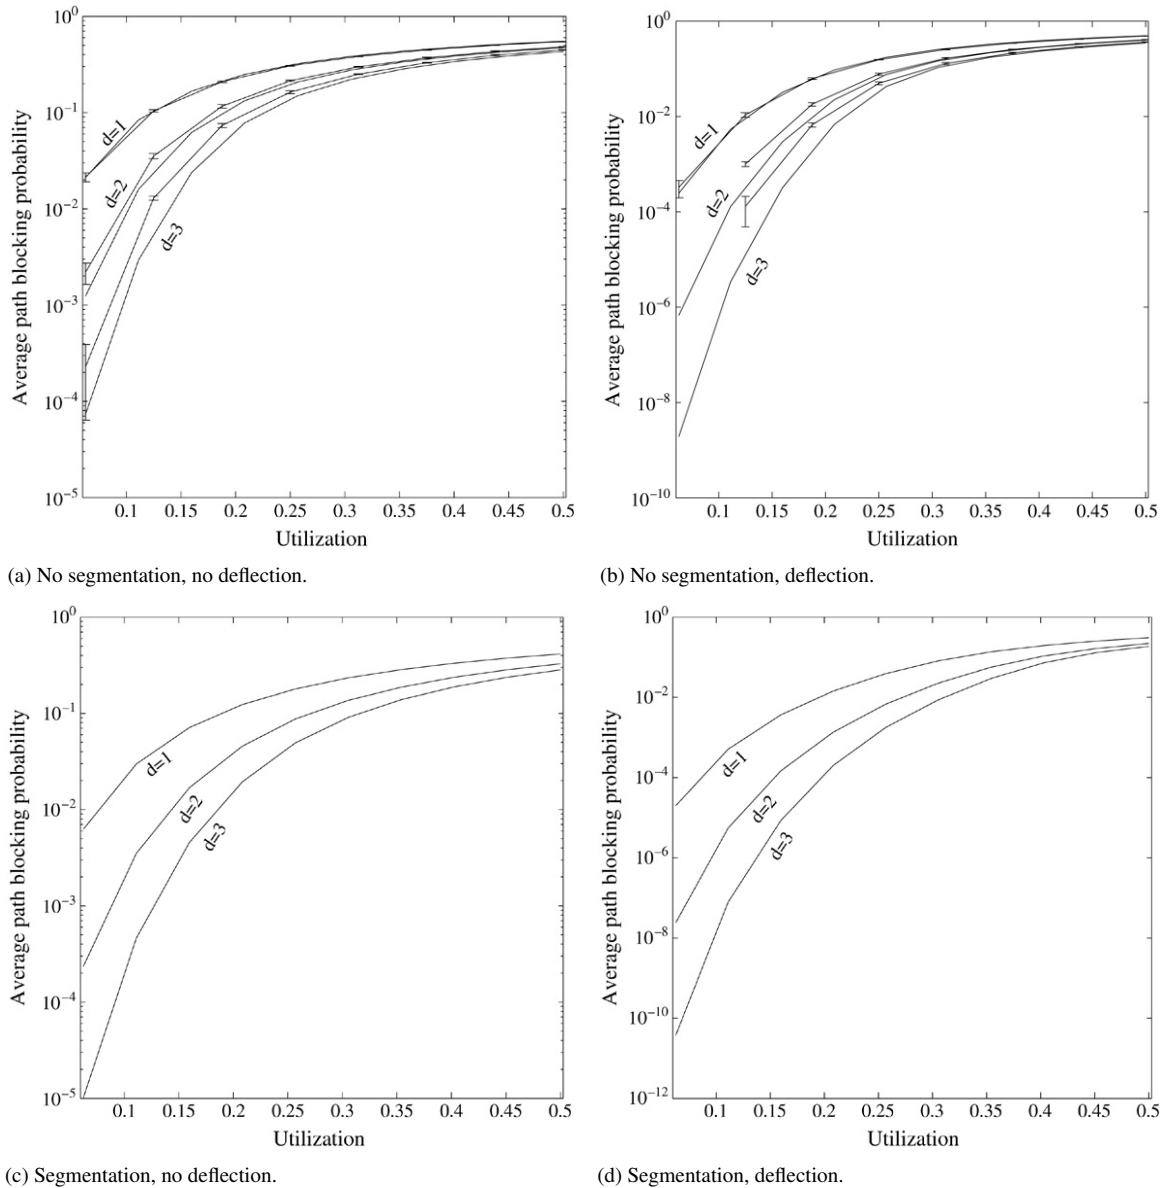 Average path blocking probability
10⁰
10⁻¹
10⁻²
10⁻³
10⁻⁴
10⁻⁵
d=1
d=2
d=3
0.1 0.15 0.2 0.25 0.3 0.35 0.4 0.45 0.5
Utilization
(a) No segmentation, no deflection.
Average path blocking probability
10⁰
10⁻²
10⁻⁴
10⁻⁶
10⁻⁸
10⁻¹⁰
d=1
d=2
d=3
0.1 0.15 0.2 0.25 0.3 0.35 0.4 0.45 0.5
Utilization
(b) No segmentation, deflection.
Average path blocking probability
10⁰
10⁻¹
10⁻²
10⁻³
10⁻⁴
10⁻⁵
d=1
d=2
d=3
0.1 0.15 0.2 0.25 0.3 0.35 0.4 0.45 0.5
Utilization
(c) Segmentation, no deflection.
Average path blocking probability
10⁰
10⁻²
10⁻⁴
10⁻⁶
10⁻⁸
10⁻¹⁰
10⁻¹²
d=1
d=2
d=3
0.1 0.15 0.2 0.25 0.3 0.35 0.4 0.45 0.5
Utilization
(d) Segmentation, deflection.